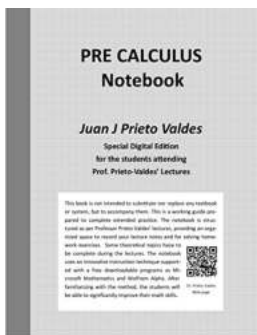 PRE CALCULUS
Notebook
Juan J Prieto Valdes
Special Digital Edition
for the students attending
Prof. Prieto-Valdes' Lectures
This book is not intended to substitute nor replace any textbook
or system, but to accompany them. This is a working guide pre-
pared to complete extended practice. The notebook is struc-
tured as per Professor Prieto Valdes' lectures, providing an orga-
nized space to record your lecture notes and for solving home-
work exercises. Some theoretical topics have to
be complete during the lectures. The notebook
uses an innovative instruction technique support-
ed with a free downloadable programs as Mi-
crosoft Mathematics and Wolfram Alpha. After
familiarizing with the method, the students will
be able to significantly improve their math skills.
Dr. Prieto Valdes
Web page